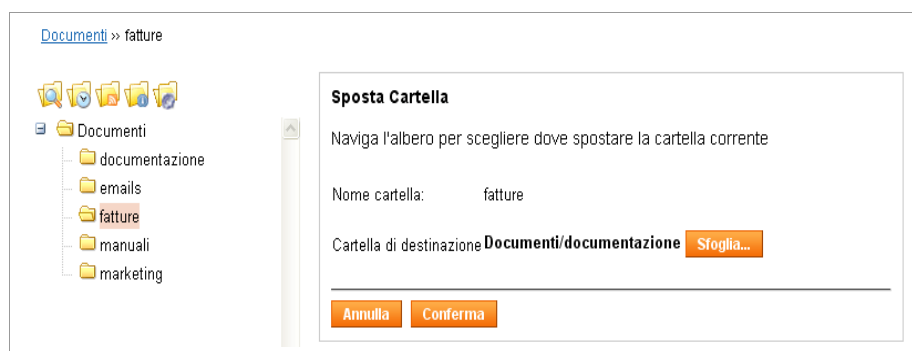 Documenti » fatture
Documenti
documentazione
emails
fatture
manuali
marketing
Sposta Cartella
Naviga l'albero per scegliere dove spostare la cartella corrente
Nome cartella: fatture
Cartella di destinazione Documenti/documentazione Sfoglia...
Annulla Conferma